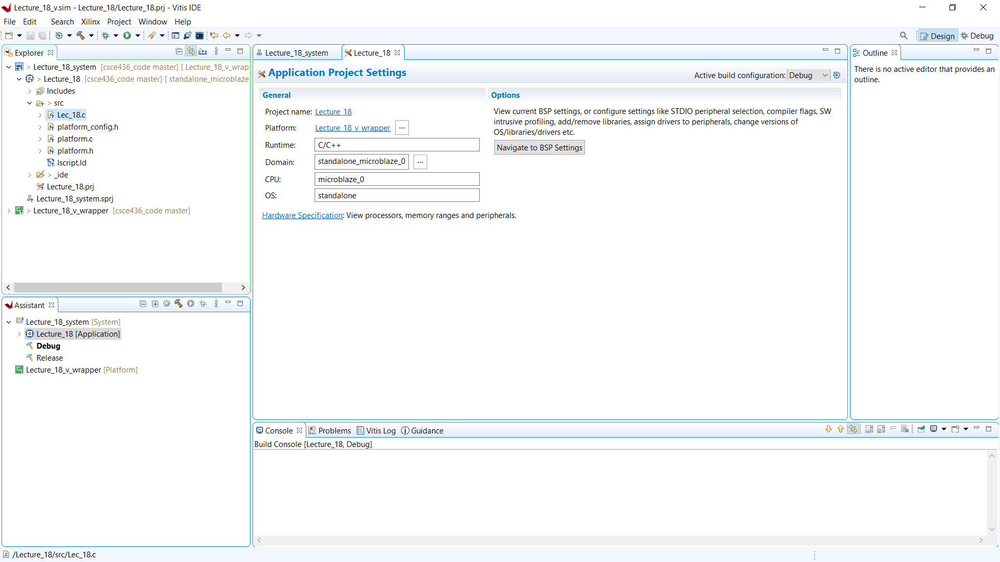 Lecture_18_v.sim - Lecture_18/Lecture_18.prj - Vitis IDE
File Edit Search Xilinx Project Window Help
Design Debug
Explorer
> Lecture_18_system [csce436_code master] [ Lecture_18_v_wrap
> Lecture_18 [csce436_code master] [ standalone_microblaze
Includes
> src
Lec_18.c
platform_config.h
platform.c
platform.h
lscript.ld
> _ide
Lecture_18.prj
Lecture_18_system.sprj
> Lecture_18_v_wrapper [csce436_code master]
Assistant
Lecture_18_system [System]
Lecture_18 [Application]
Debug
Release
Lecture_18_v_wrapper [Platform]
Lecture_18_system Lecture_18
Application Project Settings
Active build configuration: Debug
General
Project name: Lecture_18
Platform: Lecture_18_v_wrapper ...
Runtime: C/C++
Domain: standalone_microblaze_0 ...
CPU: microblaze_0
OS: standalone
Hardware Specification: View processors, memory ranges and peripherals.
Options
View current BSP settings, or configure settings like STDIO peripheral selection, compiler flags, SW
intrusive profiling, add/remove libraries, assign drivers to peripherals, change versions of
OS/libraries/drivers etc.
Navigate to BSP Settings
Outline
There is no active editor that provides an
outline.
Console Problems Vitis Log Guidance
Build Console [Lecture_18, Debug]
/Lecture_18/src/Lec_18.c